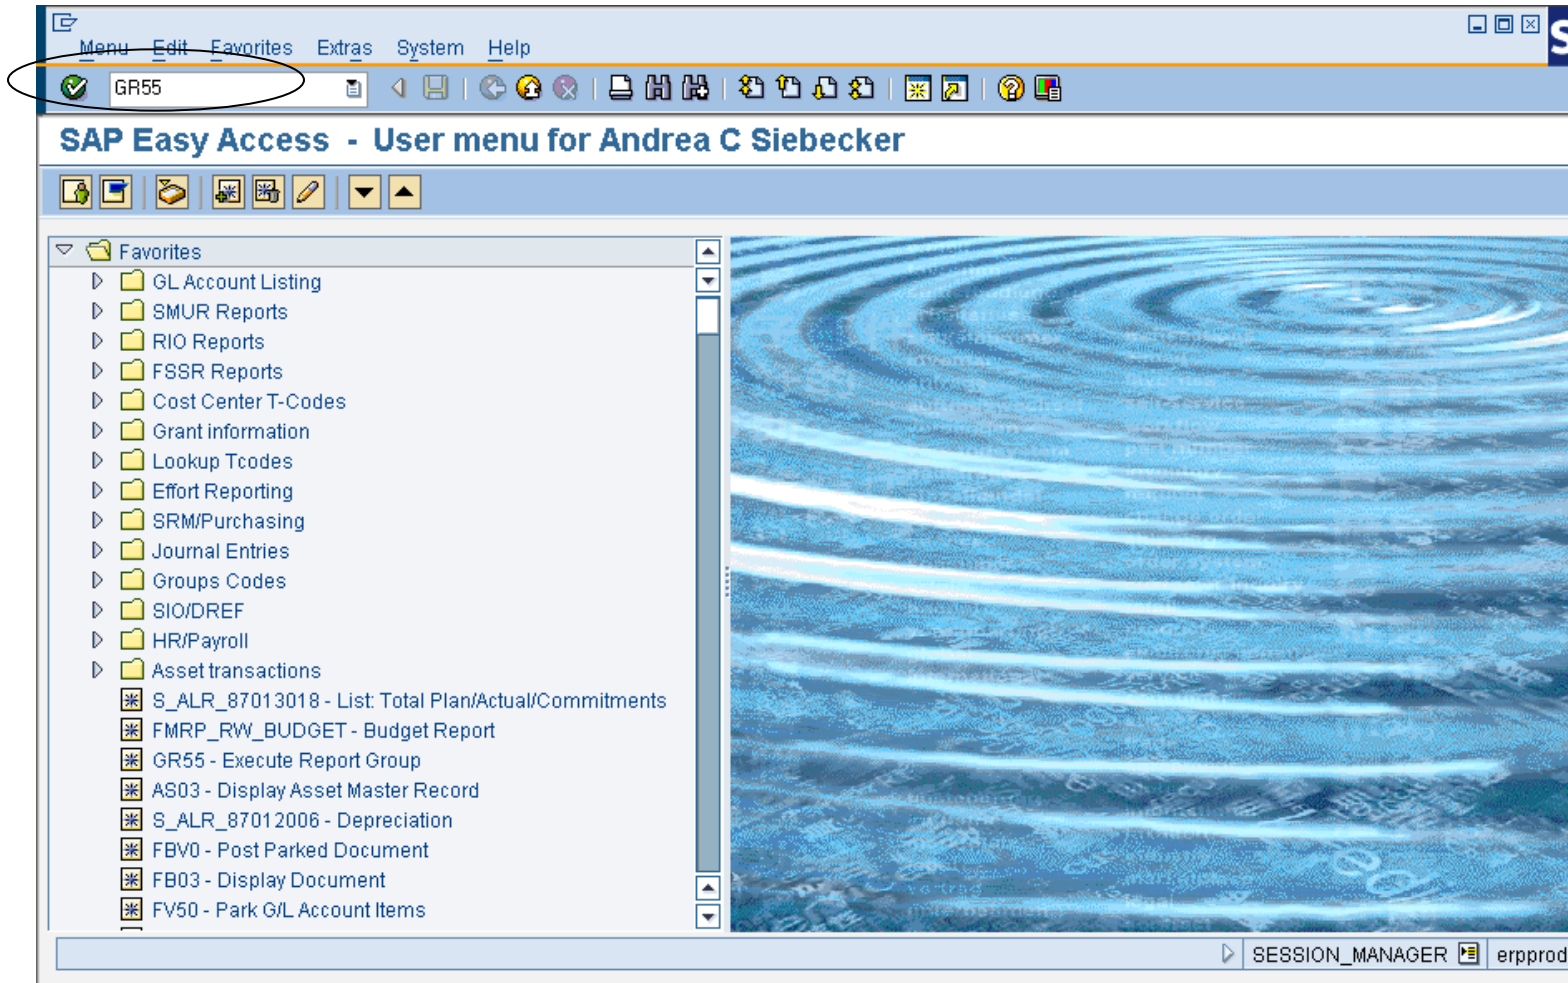 Menu Edit Favorites Extras System Help
GR55
SAP Easy Access - User menu for Andrea C Siebecker
Favorites
GL Account Listing
SMUR Reports
RIO Reports
FSSR Reports
Cost Center T-Codes
Grant information
Lookup Tcodes
Effort Reporting
SRM/Purchasing
Journal Entries
Groups Codes
SIO/DREF
HR/Payroll
Asset transactions
S_ALR_87013018 - List: Total Plan/Actual/Commitments
FMRP_RW_BUDGET - Budget Report
GR55 - Execute Report Group
AS03 - Display Asset Master Record
S_ALR_87012006 - Depreciation
FBV0 - Post Parked Document
FB03 - Display Document
FV50 - Park G/L Account Items
SESSION_MANAGER erpprod